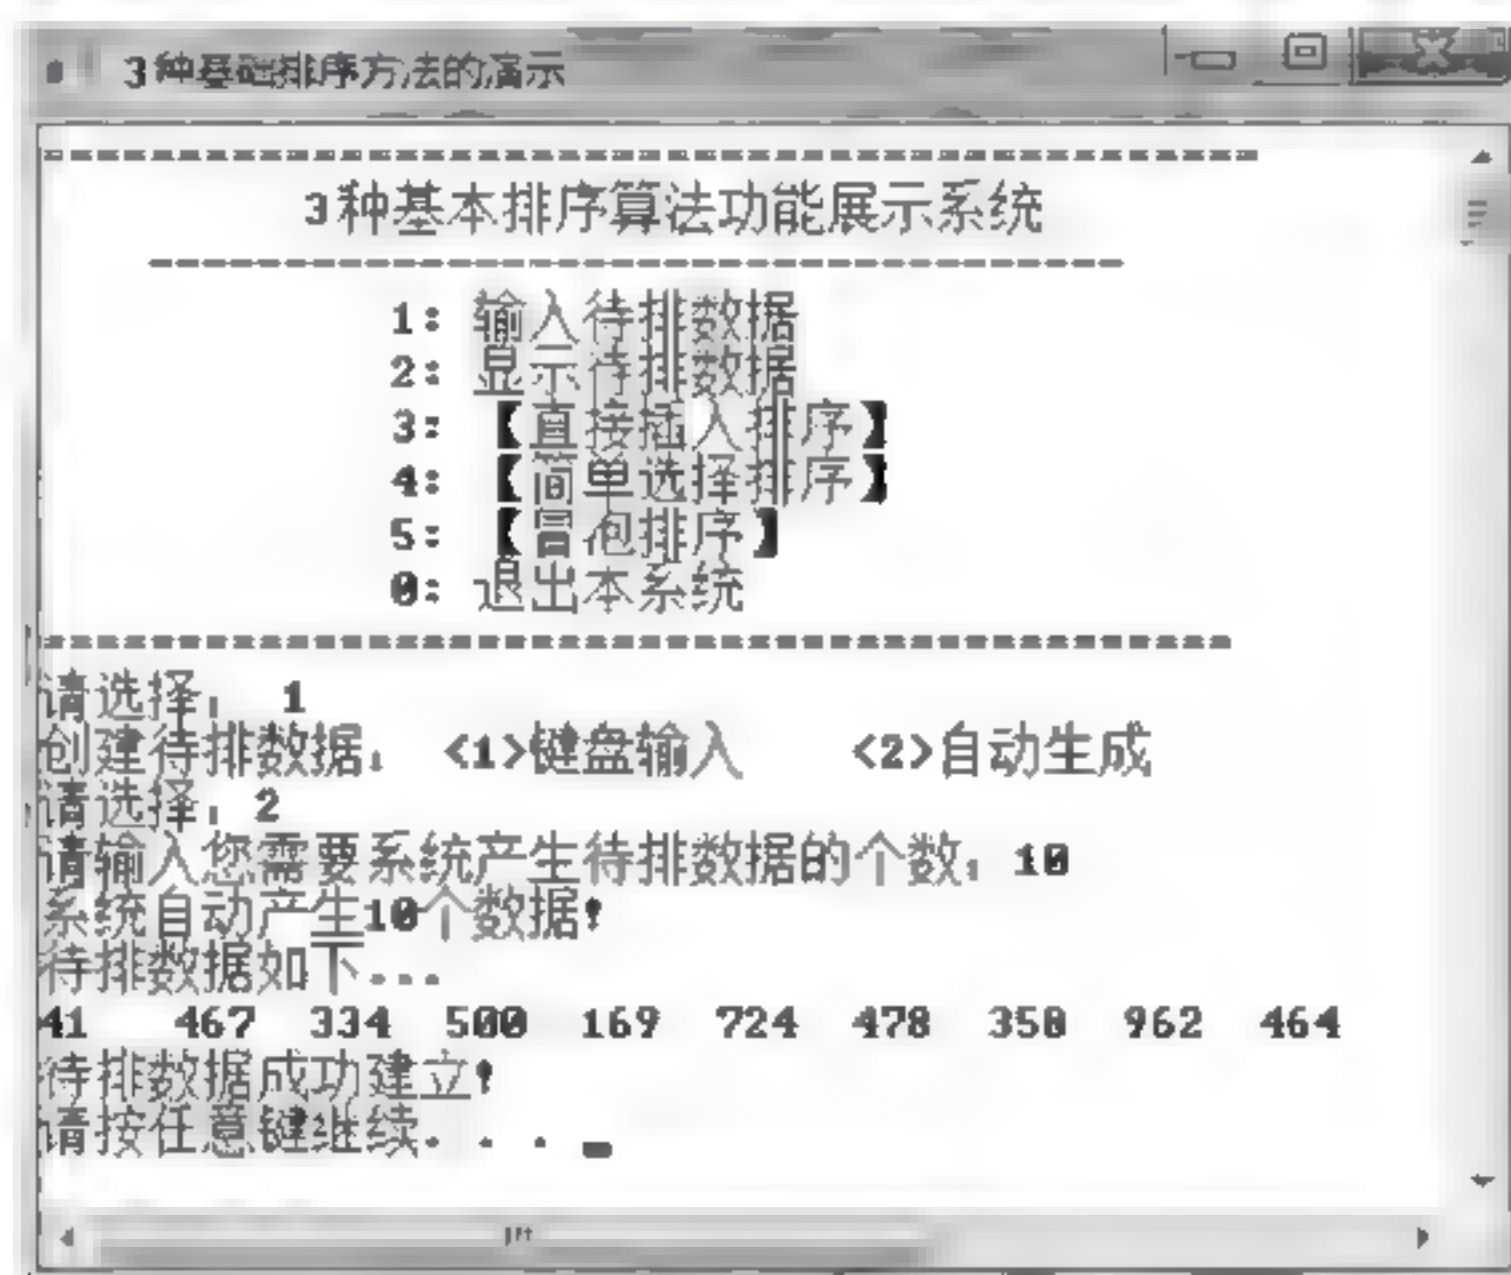 3种基础排序方法的演示
3种基本排序算法功能展示系统
1: 输入待排数据
2: 显示待排数据
3: 【直接插入排序】
4: 【简单选择排序】
5: 【冒泡排序】
0: 退出本系统
请选择: 1
创建待排数据: <1>键盘输入 <2>自动生成
请选择: 2
请输入您需要系统产生待排数据的个数: 10
系统自动产生10个数据!
待排数据如下...
41 467 334 500 169 724 478 358 962 464
待排数据成功建立!
请按任意键继续. . .